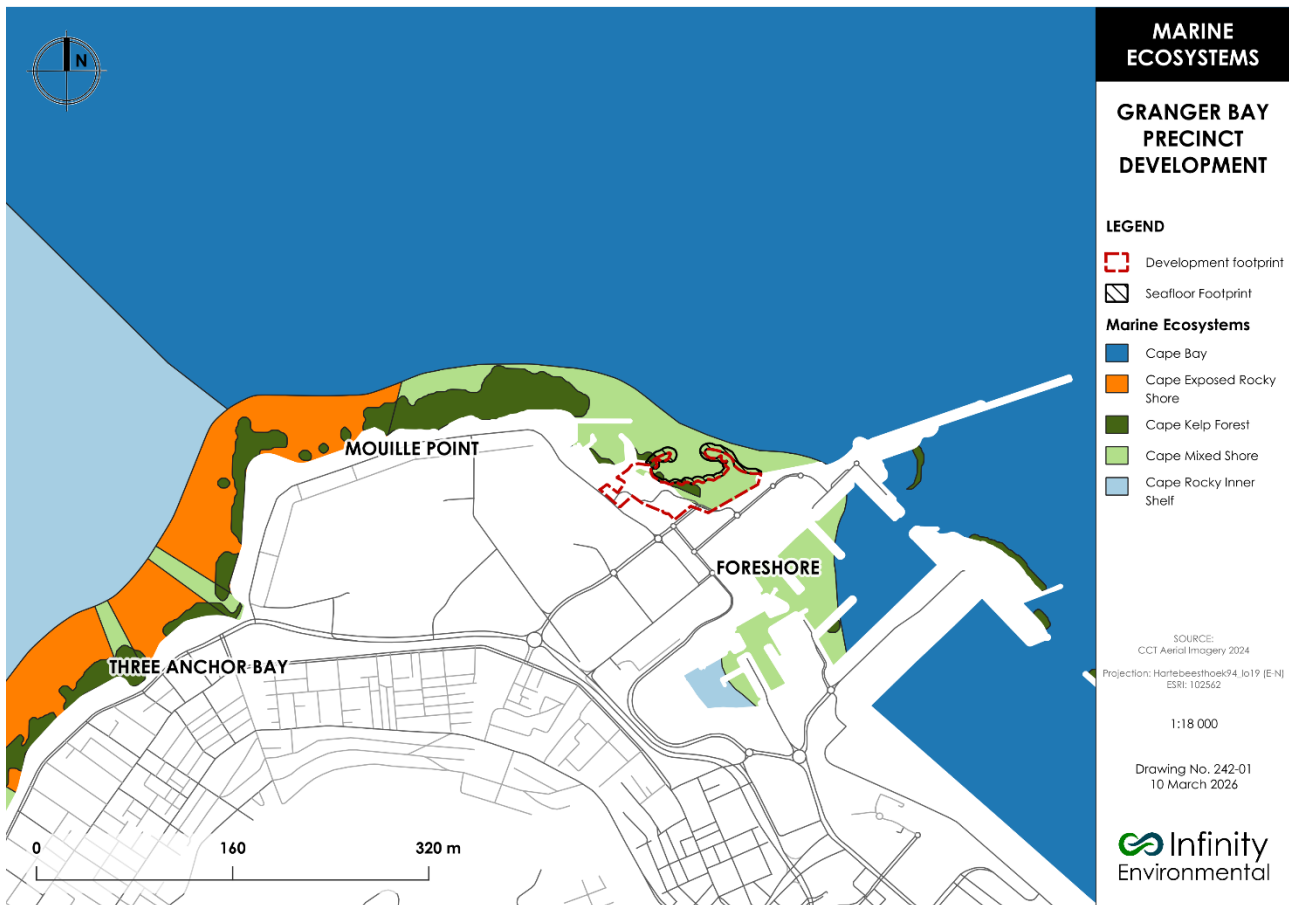 N
MOUILLE POINT
FORESHORE
THREE ANCHOR BAY
0 160 320 m
MARINE
ECOSYSTEMS
GRANGER BAY
PRECINCT
DEVELOPMENT
LEGEND
Development footprint
Seafloor Footprint
Marine Ecosystems
Cape Bay
Cape Exposed Rocky
Shore
Cape Kelp Forest
Cape Mixed Shore
Cape Rocky Inner
Shelf
SOURCE:
CCT Aerial Imagery 2024
Projection: Hartebeesthoek94_lo19 (E-N)
ESRI: 102562
1:18 000
Drawing No. 242-01
10 March 2026
Infinity
Environmental